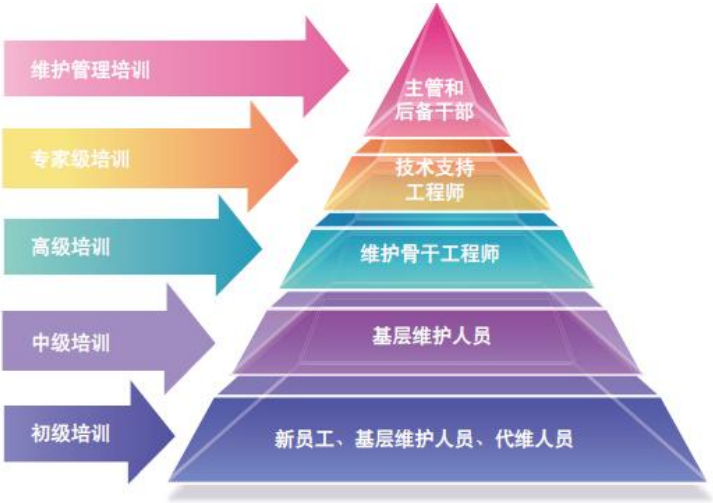 维护管理培训
主管和
后备干部
专家级培训
技术支持
工程师
高级培训
维护骨干工程师
中级培训
基层维护人员
初级培训
新员工、基层维护人员、代维人员